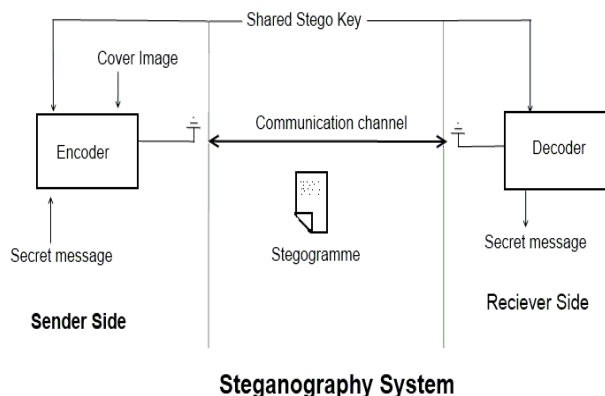 Shared Stego Key
Cover Image
Encoder
Communication channel
Decoder
Stegogramme
Secret message
Secret message
Sender Side
Reciever Side
Steganography System